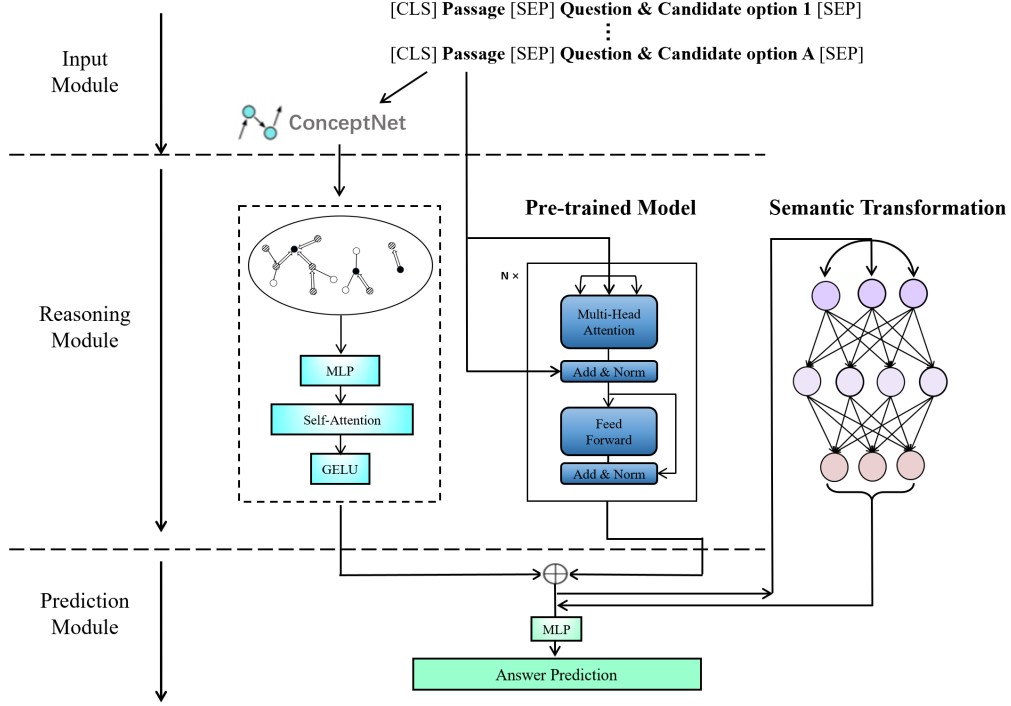 [CLS] Passage [SEP] Question & Candidate option 1 [SEP]
[CLS] Passage [SEP] Question & Candidate option A [SEP]
Input
Module
ConceptNet
Pre-trained Model
Semantic Transformation
N ×
Reasoning
Module
Multi-Head
Attention
MLP
Add & Norm
Self-Attention
Feed
Forward
GELU
Add & Norm
Prediction
Module
MLP
Answer Prediction